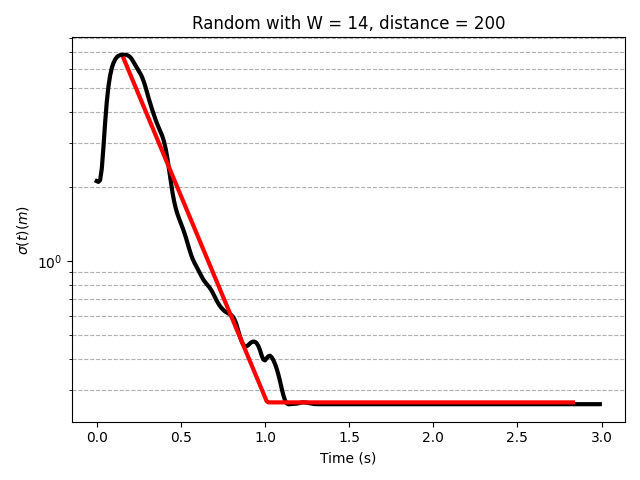 Random with W = 14, distance = 200
σ(t)(m)
10⁰
0.0 0.5 1.0 1.5 2.0 2.5 3.0
Time (s)